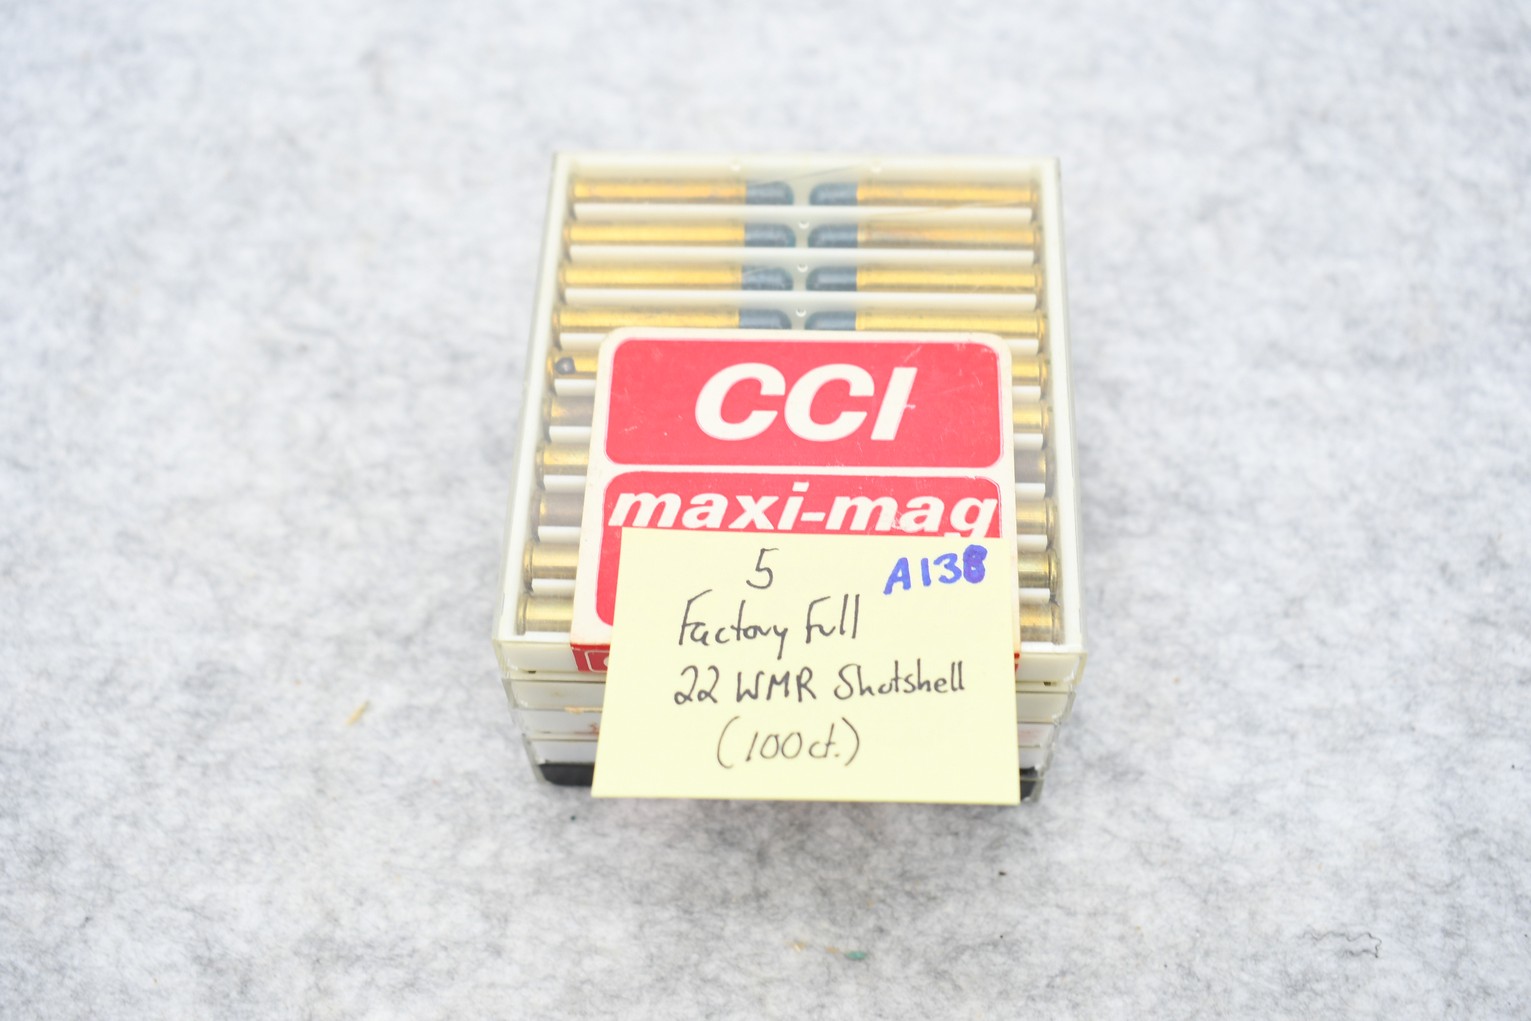 CCI
maxi-mag
5 A138
Factory Full
22 WMR Shotshell
(100ct.)